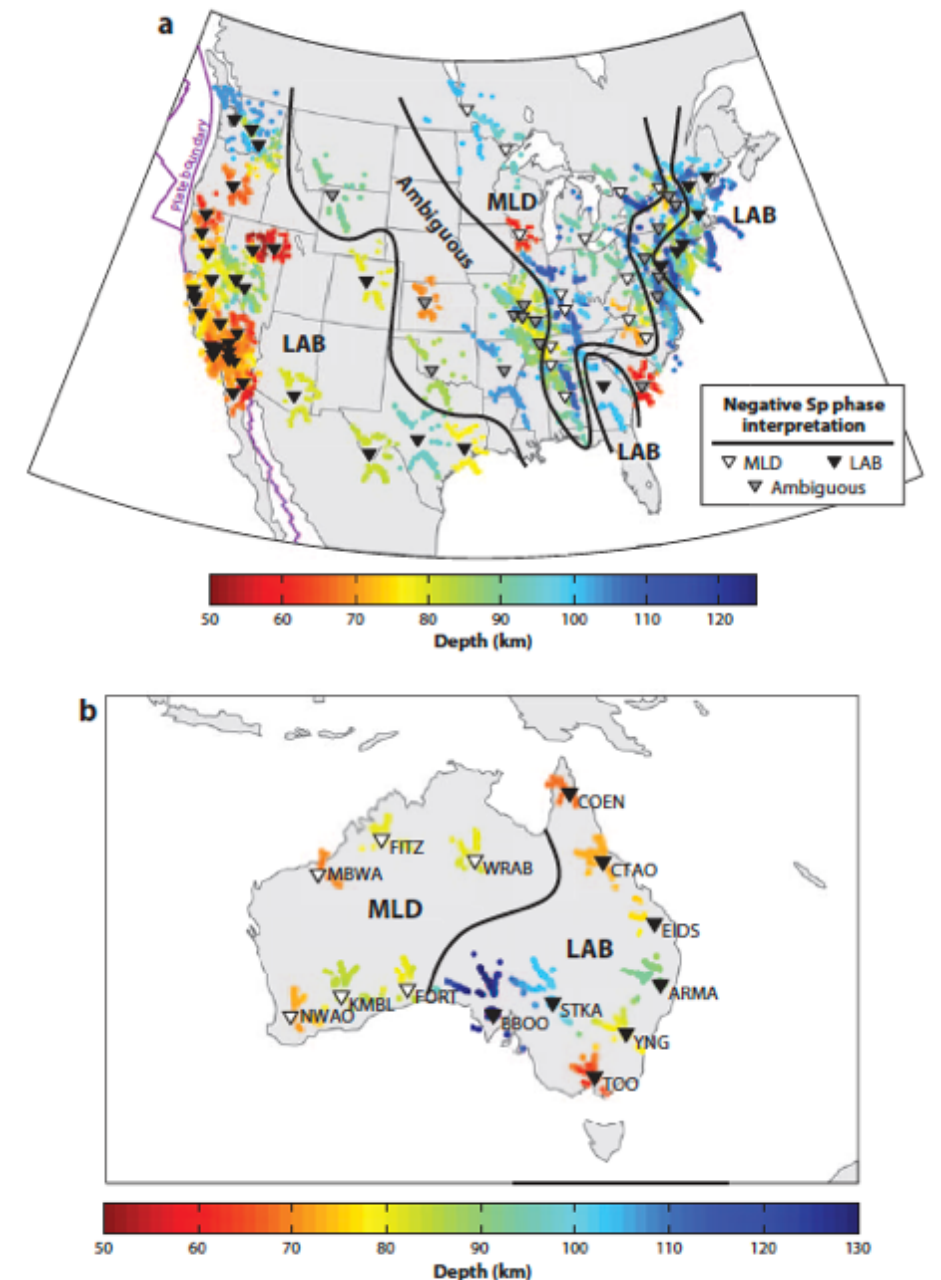 a
Plate boundary
Ambiguous
MLD
LAB
LAB
LAB
Negative Sp phase
interpretation
MLD LAB
Ambiguous
50 60 70 80 90 100 110 120
Depth (km)
b
COEN
FITZ
WRAB
CTAO
MBWA
MLD
EIDS
LAB
ARMA
FORT
KMBL
STKA
NWAO
BBOO
YNG
TOO
50 60 70 80 90 100 110 120 130
Depth (km)